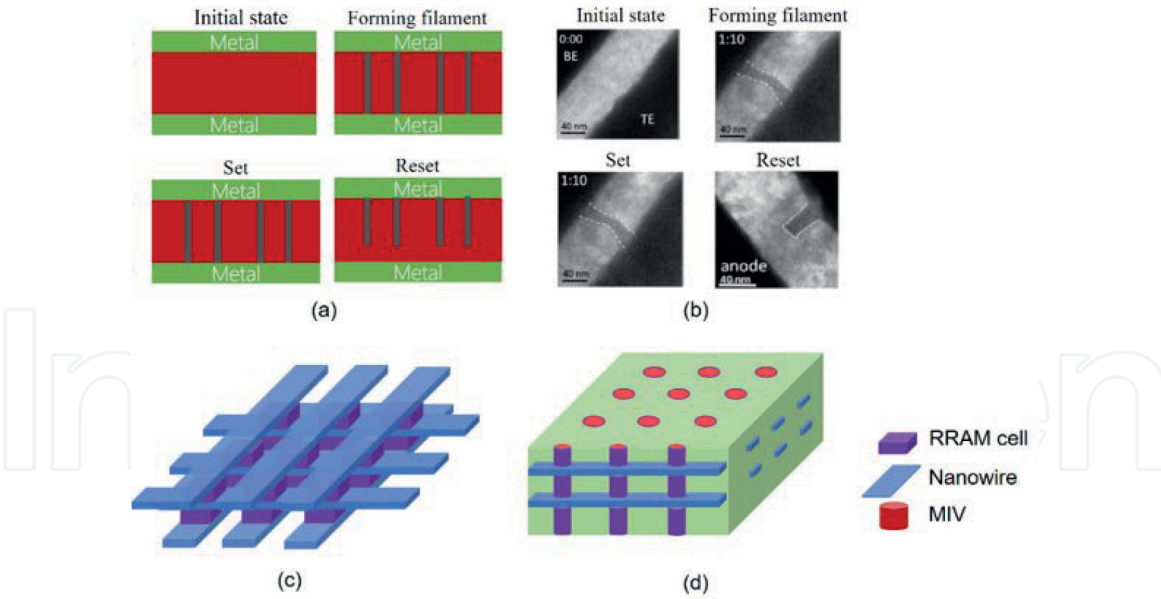 Initial state
Forming filament
Metal
Metal
Metal
Metal
Set
Reset
Metal
Metal
Metal
Metal
(a)
Initial state
Forming filament
0:00
BE
TE
40 nm
1:10
40 nm
Set
Reset
1:10
40 nm
anode
40 nm
(b)
(c)
(d)
RRAM cell
Nanowire
MIV